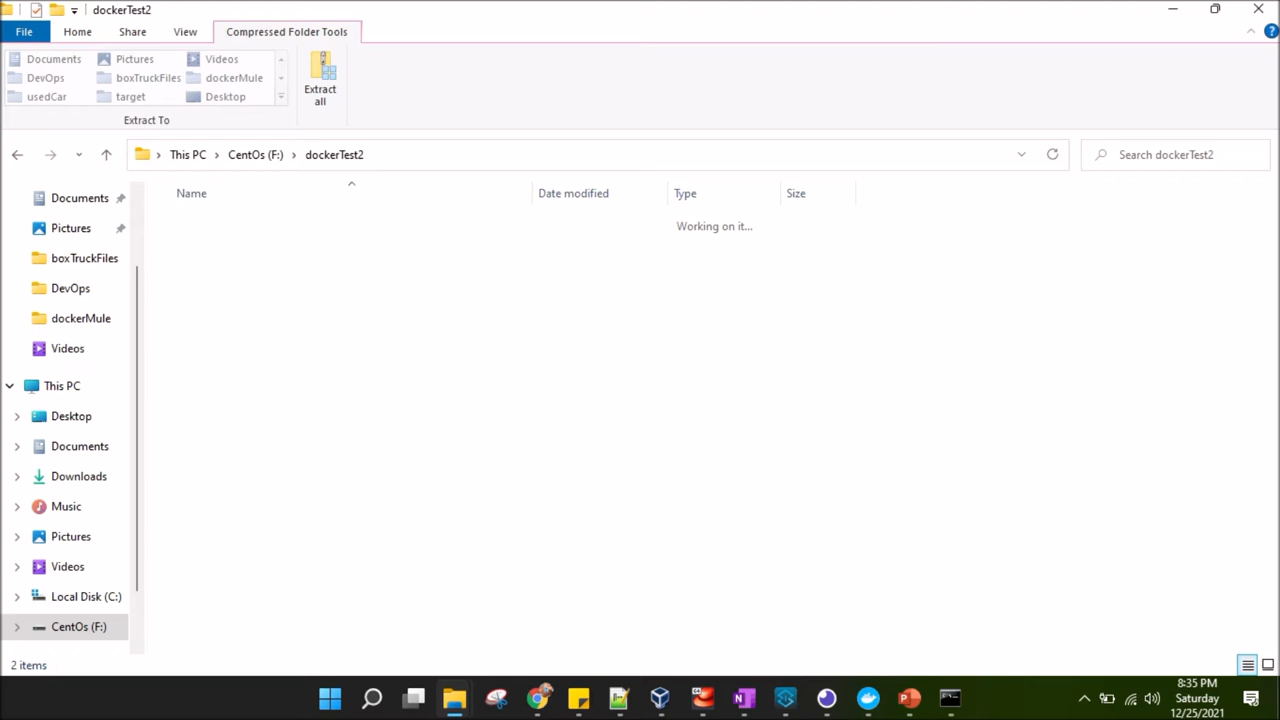 dockerTest2
File Home Share View Compressed Folder Tools
Documents Pictures Videos
DevOps boxTruckFiles dockerMule
usedCar target Desktop
Extract all
Extract To
This PC CentOs (F:) dockerTest2
Search dockerTest2
Name Date modified Type Size
Working on it...
Documents
Pictures
boxTruckFiles
DevOps
dockerMule
Videos
This PC
Desktop
Documents
Downloads
Music
Pictures
Videos
Local Disk (C:)
CentOs (F:)
2 items
8:35 PM
Saturday
12/25/2021